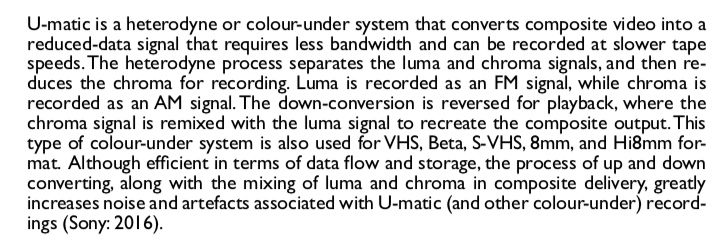 U-matic is a heterodyne or colour-under system that converts composite video into a
reduced-data signal that requires less bandwidth and can be recorded at slower tape
speeds. The heterodyne process separates the luma and chroma signals, and then re-
duces the chroma for recording. Luma is recorded as an FM signal, while chroma is
recorded as an AM signal. The down-conversion is reversed for playback, where the
chroma signal is remixed with the luma signal to recreate the composite output. This
type of colour-under system is also used for VHS, Beta, S-VHS, 8mm, and Hi8mm for-
mat. Although efficient in terms of data flow and storage, the process of up and down
converting, along with the mixing of luma and chroma in composite delivery, greatly
increases noise and artefacts associated with U-matic (and other colour-under) record-
ings (Sony: 2016).